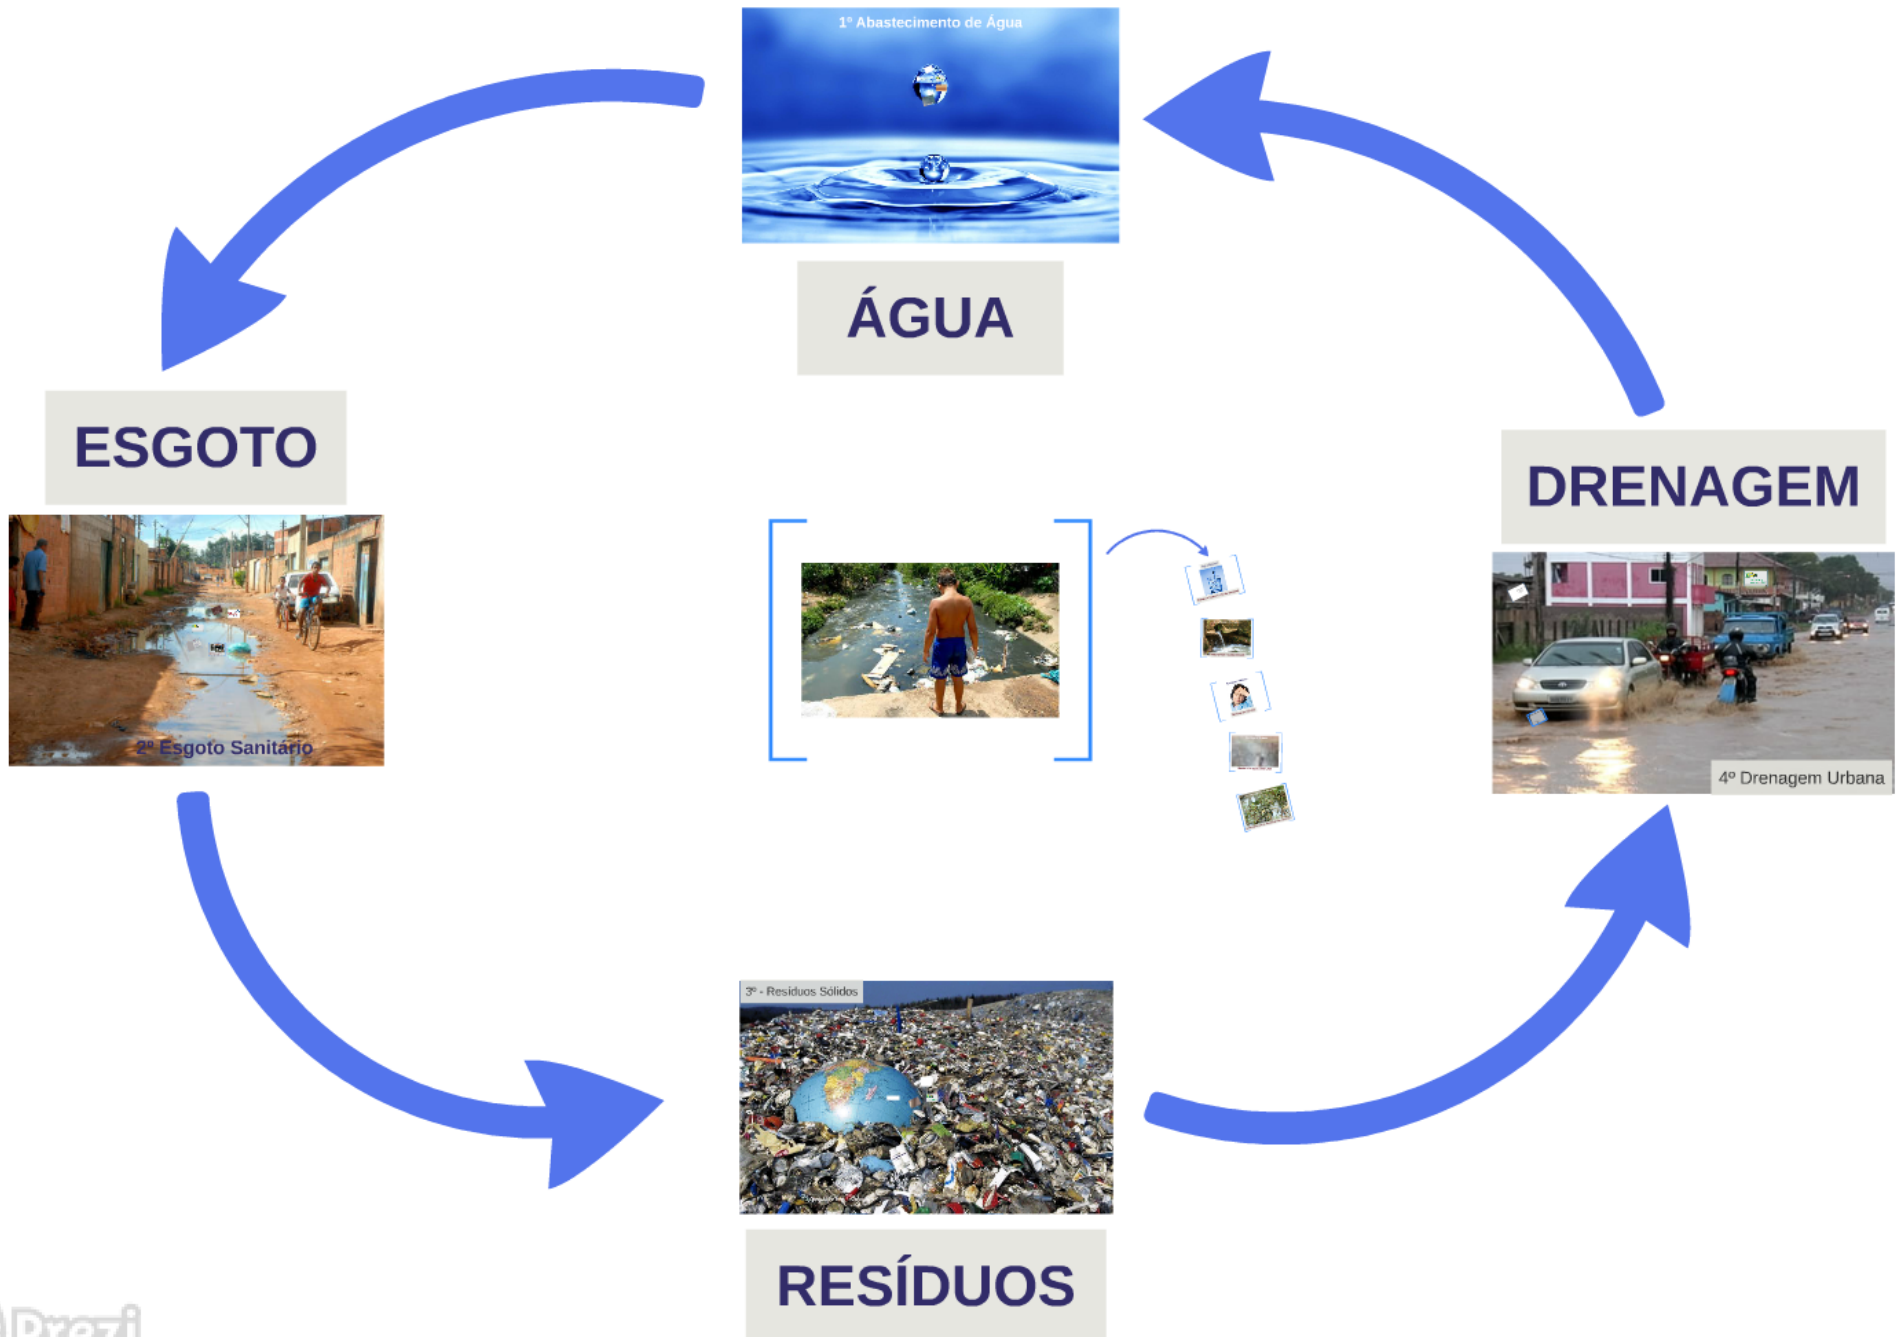 1º Abastecimento de Água
ÁGUA
ESGOTO
2º Esgoto Sanitário
3º - Resíduos Sólidos
RESÍDUOS
DRENAGEM
4º Drenagem Urbana
Prezi